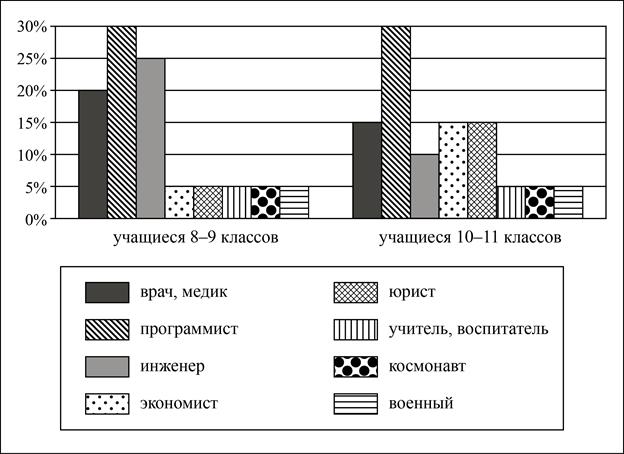 30%
25%
20%
15%
10%
5%
0%
учащиеся 8–9 классов
учащиеся 10–11 классов
врач, медик
программист
инженер
экономист
юрист
учитель, воспитатель
космонавт
военный